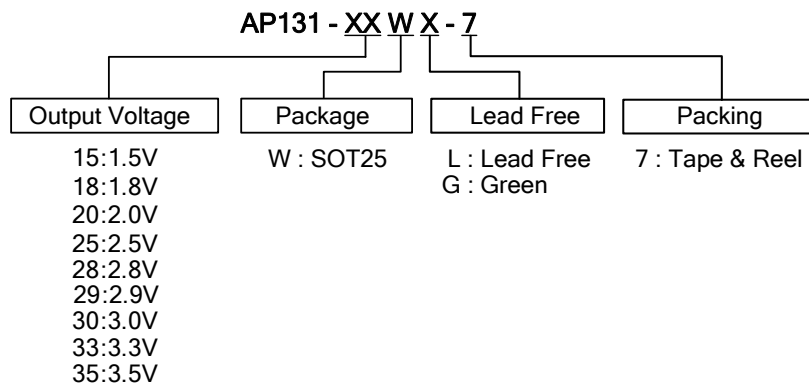 AP131 - XX W X - 7
Output Voltage
Package
Lead Free
Packing
15:1.5V
18:1.8V
20:2.0V
25:2.5V
28:2.8V
29:2.9V
30:3.0V
33:3.3V
35:3.5V
W : SOT25
L : Lead Free
G : Green
7 : Tape & Reel